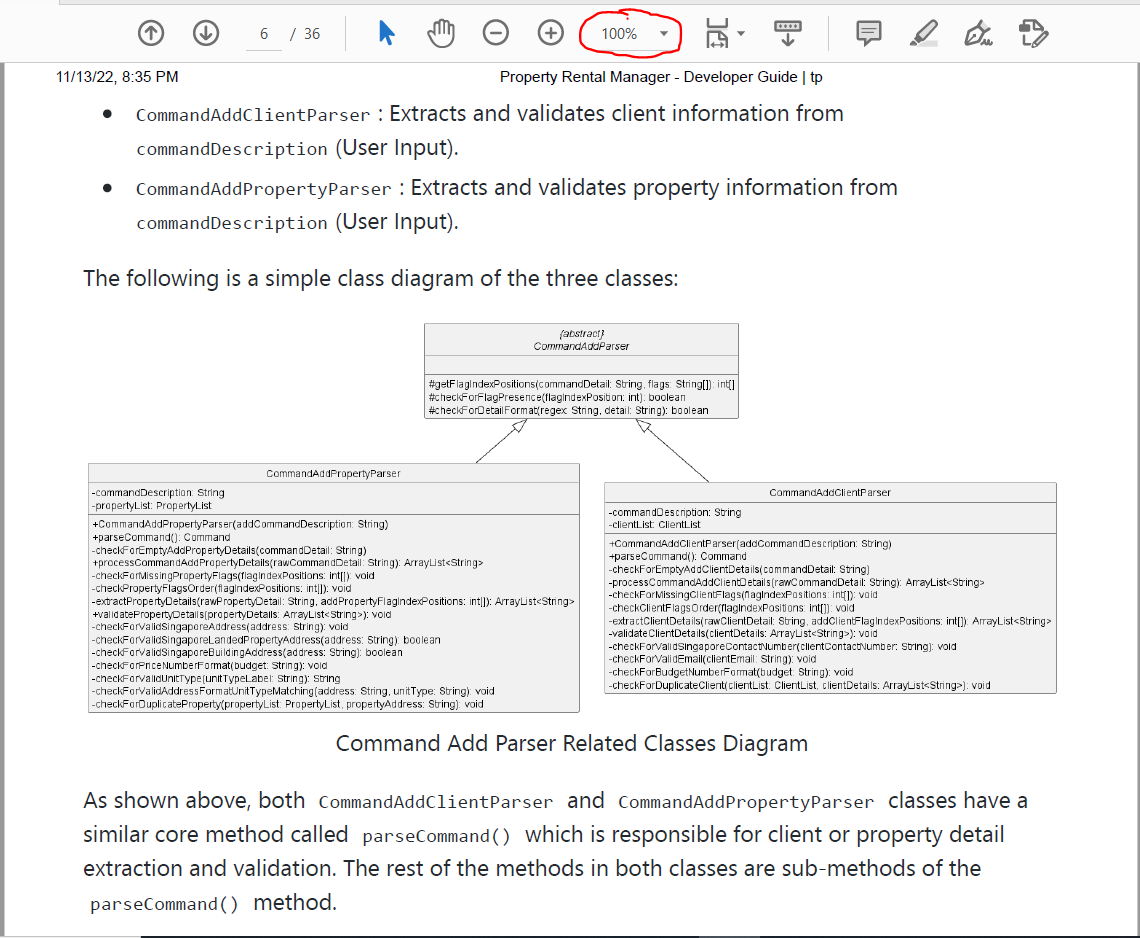 6 / 36
100%
11/13/22, 8:35 PM Property Rental Manager - Developer Guide | tp
CommandAddClientParser : Extracts and validates client information from
commandDescription (User Input).
CommandAddPropertyParser : Extracts and validates property information from
commandDescription (User Input).
The following is a simple class diagram of the three classes:
{abstract}
CommandAddParser
#getFlagIndexPositions(commandDetail: String, flags: String[]): int[]
#checkForFlagPresence(flagIndexPosition: int): boolean
#checkForDetailFormat(regex: String, detail: String): boolean
CommandAddPropertyParser
-commandDescription: String
-propertyList: PropertyList
+CommandAddPropertyParser(addCommandDescription: String)
+parseCommand(): Command
-checkForEmptyAddPropertyDetails(commandDetail: String)
+processCommandAddPropertyDetails(rawCommandDetail: String): ArrayList<String>
-checkForMissingPropertyFlags(flagIndexPositions: int[]): void
-checkPropertyFlagsOrder(flagIndexPositions: int[]): void
-extractPropertyDetails(rawPropertyDetail: String, addPropertyFlagIndexPositions: int[]): ArrayList<String>
+validatePropertyDetails(propertyDetails: ArrayList<String>): void
-checkForValidSingaporeAddress(address: String): void
-checkForValidSingaporeLandedPropertyAddress(address: String): boolean
-checkForValidSingaporeBuildingAddress(address: String): boolean
-checkForPriceNumberFormat(budget: String): void
-checkForValidUnitType(unitTypeLabel: String): String
-checkForValidAddressFormatUnitTypeMatching(address: String, unitType: String): void
-checkForDuplicateProperty(propertyList: PropertyList, propertyAddress: String): void
CommandAddClientParser
-commandDescription: String
-clientList: ClientList
+CommandAddClientParser(addCommandDescription: String)
+parseCommand(): Command
-checkForEmptyAddClientDetails(commandDetail: String)
-processCommandAddClientDetails(rawCommandDetail: String): ArrayList<String>
-checkForMissingClientFlags(flagIndexPositions: int[]): void
-checkClientFlagsOrder(flagIndexPositions: int[]): void
-extractClientDetails(rawClientDetail: String, addClientFlagIndexPositions: int[]): ArrayList<String>
-validateClientDetails(clientDetails: ArrayList<String>): void
-checkForValidSingaporeContactNumber(clientContactNumber: String): void
-checkForValidEmail(clientEmail: String): void
-checkForBudgetNumberFormat(budget: String): void
-checkForDuplicateClient(clientList: ClientList, clientDetails: ArrayList<String>): void
Command Add Parser Related Classes Diagram
As shown above, both CommandAddClientParser and CommandAddPropertyParser classes have a
similar core method called parseCommand() which is responsible for client or property detail
extraction and validation. The rest of the methods in both classes are sub-methods of the
parseCommand() method.